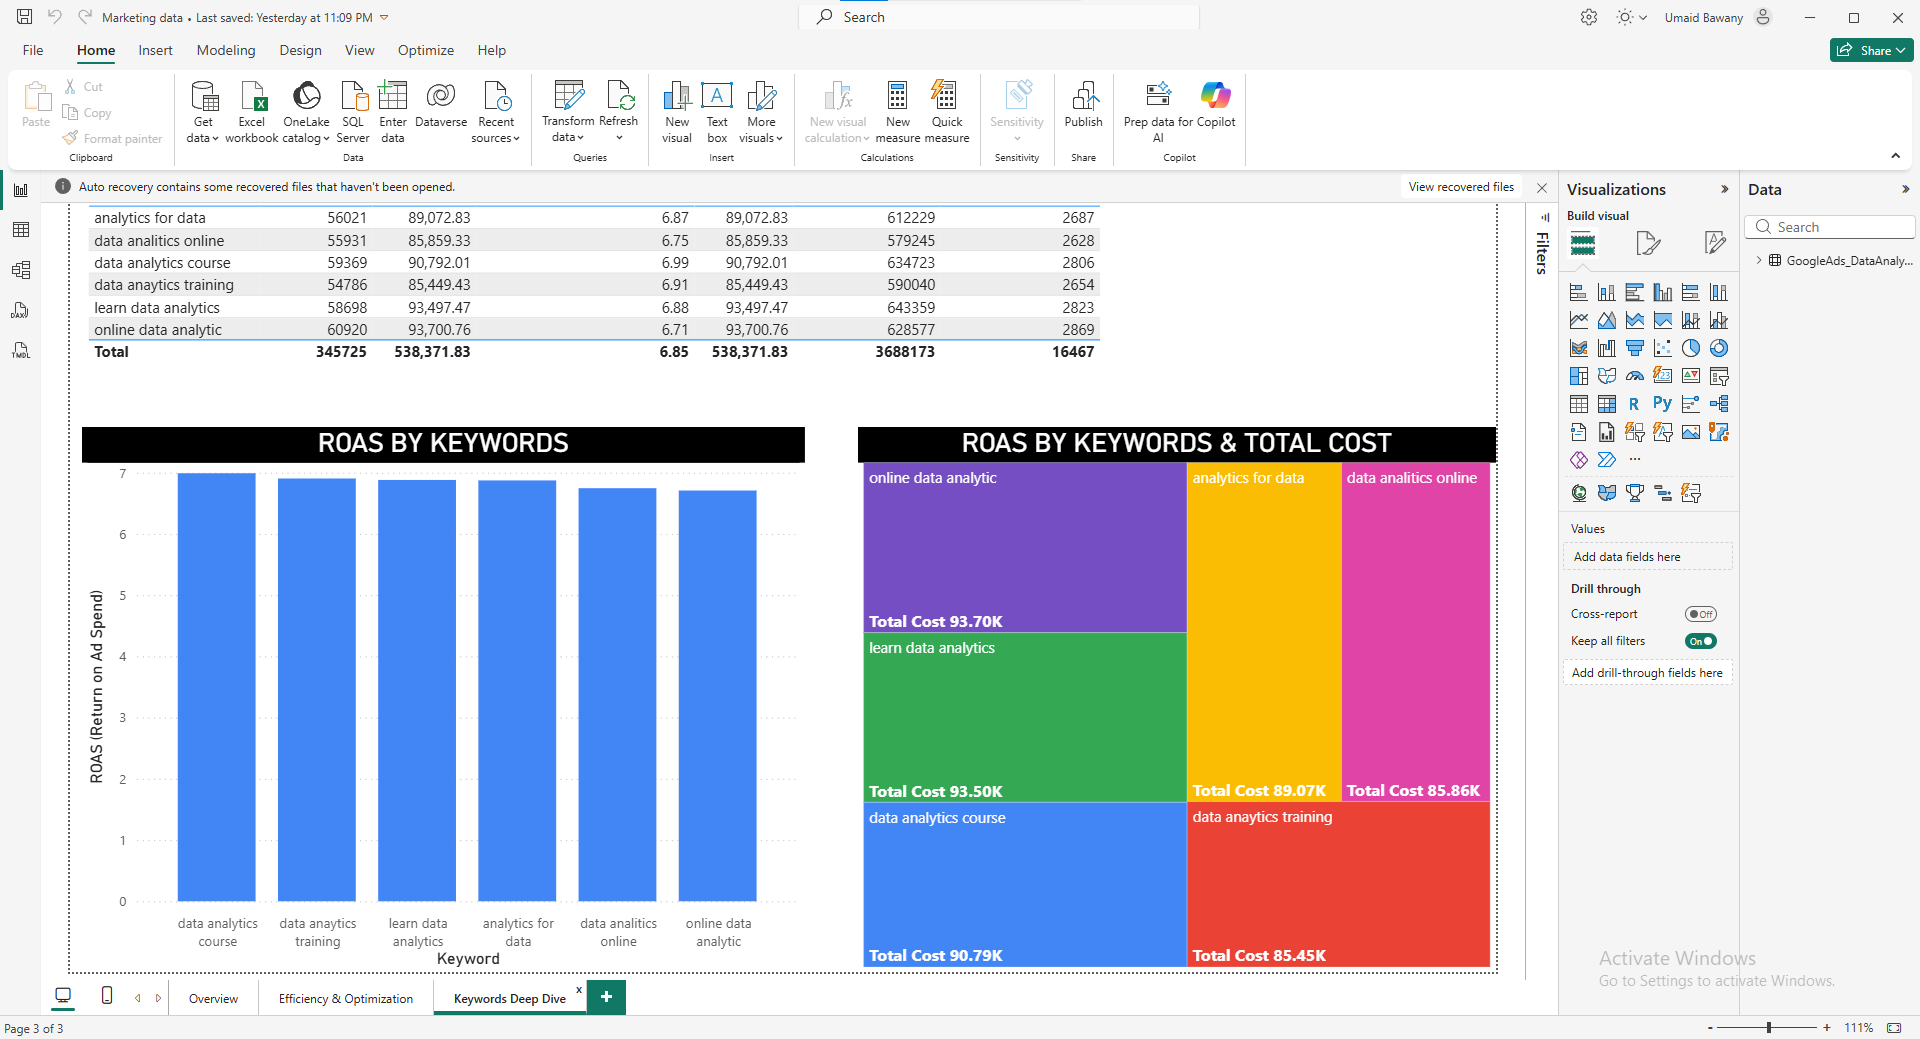 Marketing data • Last saved: Yesterday at 11:09 PM
Search
Umaid Bawany
File Home Insert Modeling Design View Optimize Help
Share
Paste
Cut
Copy
Format painter
Clipboard
Get data
Excel workbook
OneLake catalog
SQL Server
Enter data
Dataverse
Recent sources
Data
Transform data
Refresh
Queries
New visual
Text box
More visuals
Insert
New visual calculation
New measure
Quick measure
Calculations
Sensitivity
Sensitivity
Publish
Share
Prep data for AI
Copilot
Copilot
DAX
TMDL
Auto recovery contains some recovered files that haven't been opened.
View recovered files
analytics for data 56021 89,072.83 6.87 89,072.83 612229 2687
data analitics online 55931 85,859.33 6.75 85,859.33 579245 2628
data analytics course 59369 90,792.01 6.99 90,792.01 634723 2806
data anaytics training 54786 85,449.43 6.91 85,449.43 590040 2654
learn data analytics 58698 93,497.47 6.88 93,497.47 643359 2823
online data analytic 60920 93,700.76 6.71 93,700.76 628577 2869
Total 345725 538,371.83 6.85 538,371.83 3688173 16467
ROAS BY KEYWORDS
ROAS (Return on Ad Spend)
7
6
5
4
3
2
1
0
data analytics course
data anaytics training
learn data analytics
analytics for data
data analitics online
online data analytic
Keyword
ROAS BY KEYWORDS & TOTAL COST
online data analytic
Total Cost 93.70K
learn data analytics
Total Cost 93.50K
data analytics course
Total Cost 90.79K
analytics for data
Total Cost 89.07K
data analitics online
Total Cost 85.86K
data anaytics training
Total Cost 85.45K
Filters
Visualizations
Build visual
123
R
Py
...
Values
Add data fields here
Drill through
Cross-report
Off
Keep all filters
On
Add drill-through fields here
Data
Search
GoogleAds_DataAnaly...
Activate Windows
Go to Settings to activate Windows.
Overview
Efficiency & Optimization
Keywords Deep Dive
x
+
Page 3 of 3
- + 111%